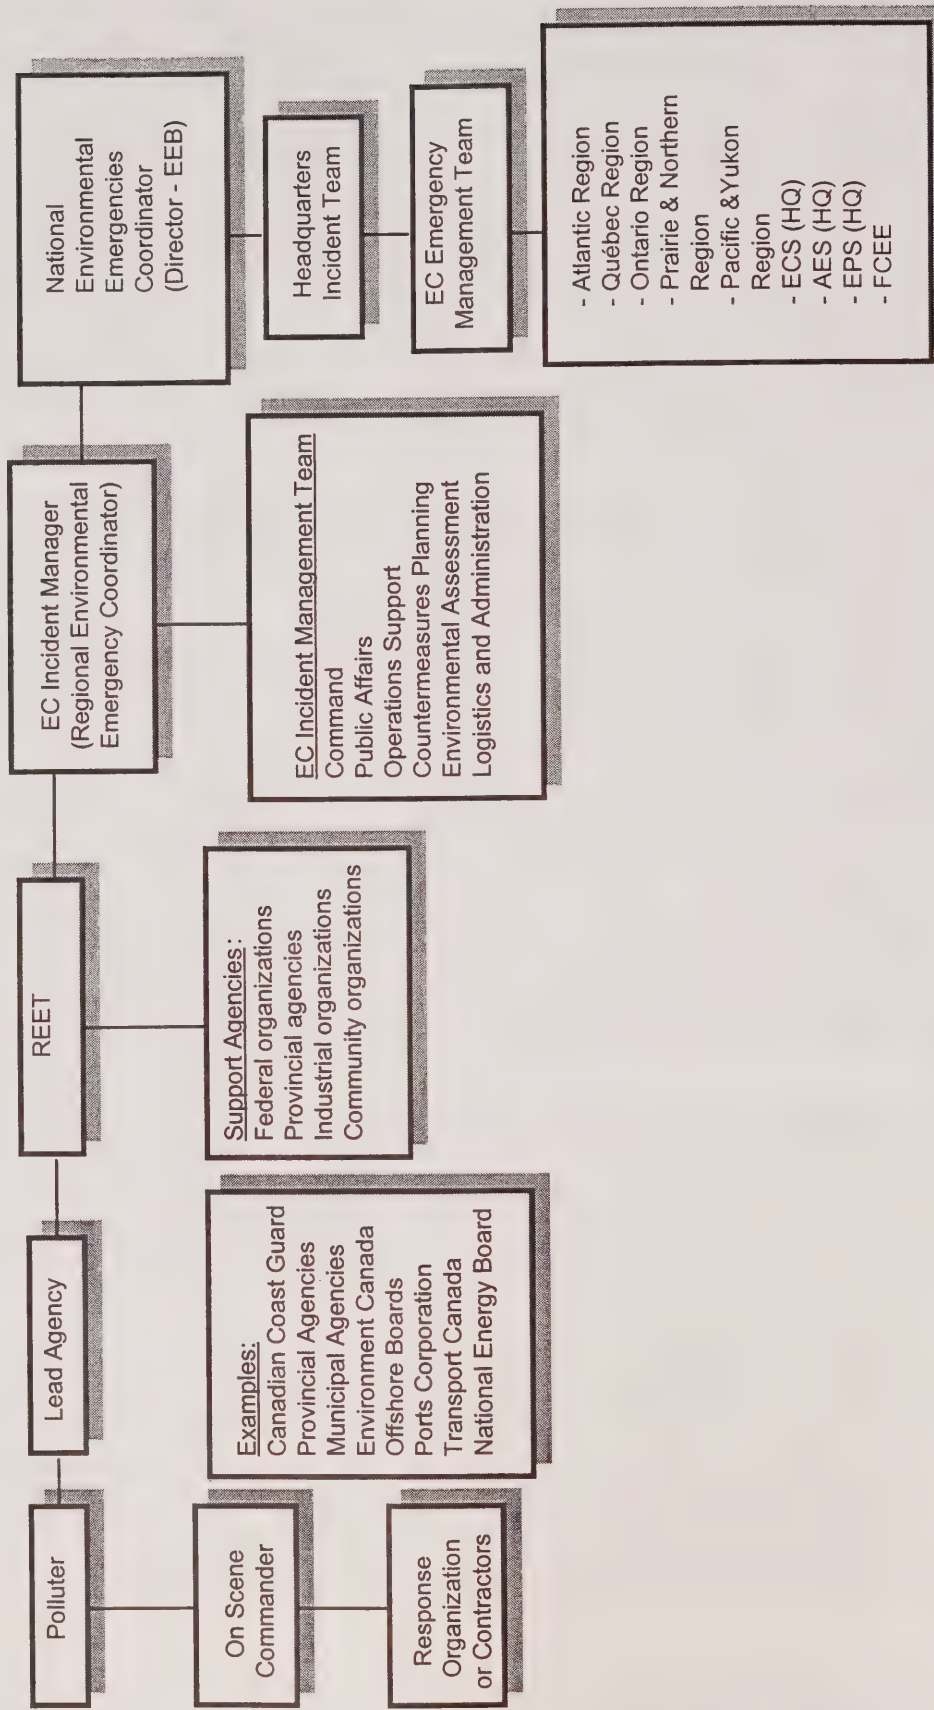 Polluter
On Scene
Commander
Response
Organization
or Contractors
Lead Agency
Examples:
Canadian Coast Guard
Provincial Agencies
Municipal Agencies
Environment Canada
Offshore Boards
Ports Corporation
Transport Canada
National Energy Board
REET
Support Agencies:
Federal organizations
Provincial agencies
Industrial organizations
Community organizations
EC Incident Manager
(Regional Environmental
Emergency Coordinator)
EC Incident Management Team
Command
Public Affairs
Operations Support
Countermeasures Planning
Environmental Assessment
Logistics and Administration
National
Environmental
Emergencies
Coordinator
(Director - EEB)
Headquarters
Incident Team
EC Emergency
Management Team
- Atlantic Region
- Québec Region
- Ontario Region
- Prairie & Northern
Region
- Pacific &Yukon
Region
- ECS (HQ)
- AES (HQ)
- EPS (HQ)
- FCEE